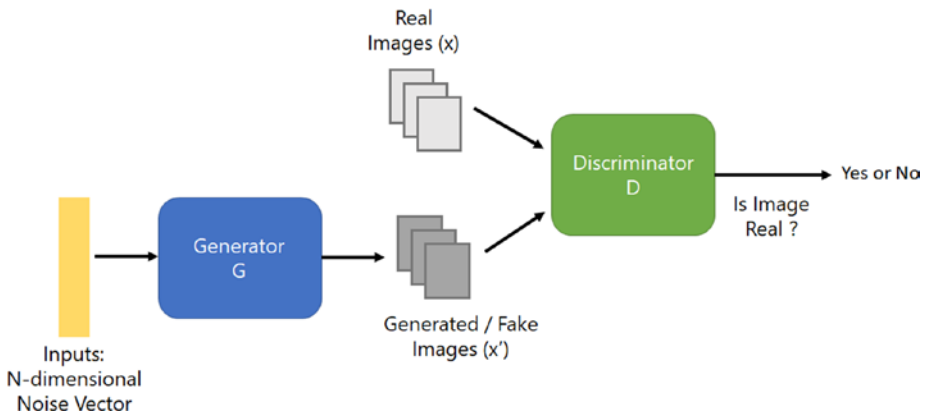 Real
Images (x)
Discriminator
D
Yes or No
Is Image
Real ?
Generator
G
Generated / Fake
Images (x')
Inputs:
N-dimensional
Noise Vector